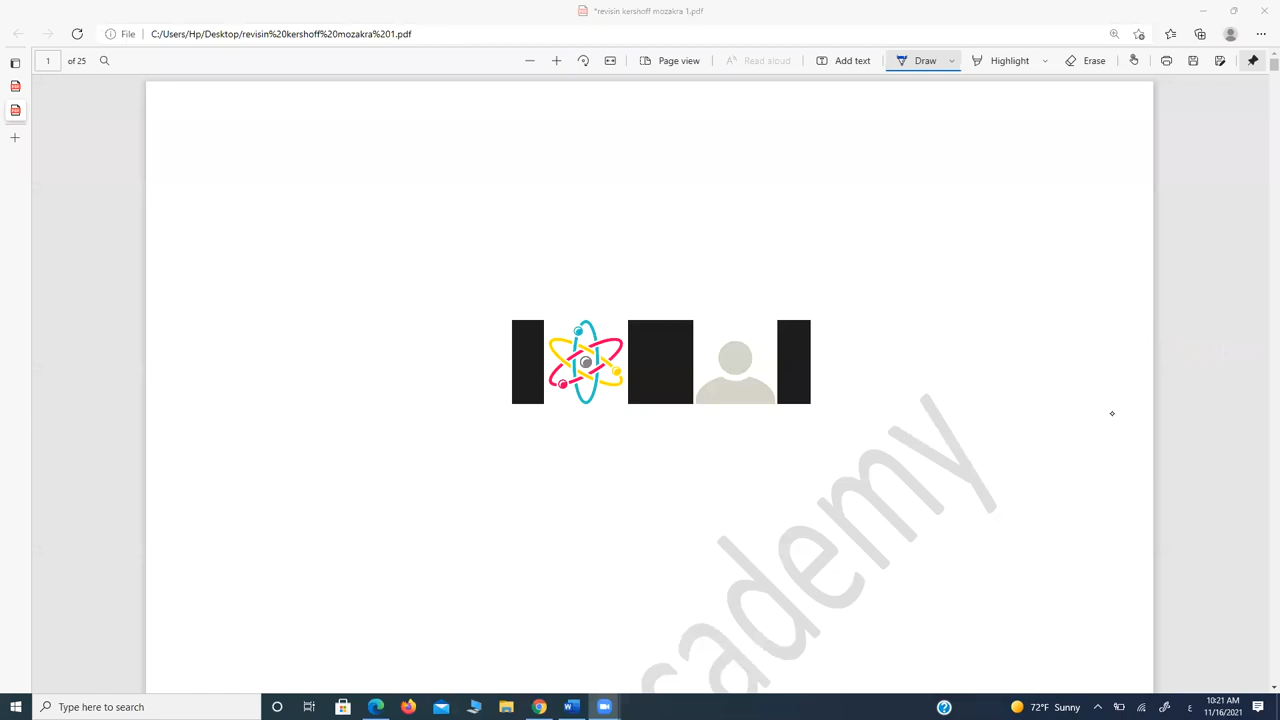 *revisin kershoff mozakra 1.pdf
File C:/Users/Hp/Desktop/revisin%20kershoff%20mozakra%201.pdf
1 of 25 Page view Read aloud Add text Draw Highlight Erase
ademy
Type here to search
72°F Sunny
ع
10:21 AM
11/16/2021